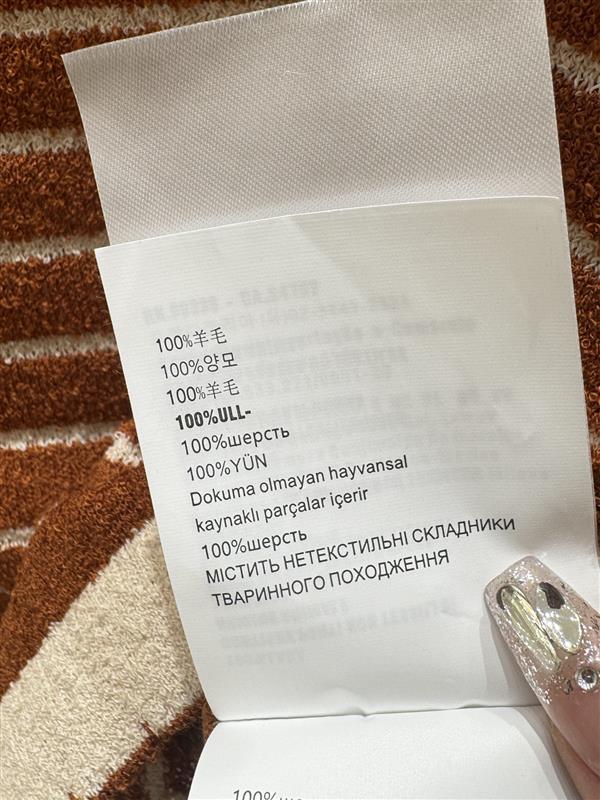 100%羊毛
100%양모
100%羊毛
100%ULL-
100%шерсть
100%YÜN
Dokuma olmayan hayvansal
kaynaklı parçalar içerir
100%шерсть
МІСТИТЬ НЕТЕКСТИЛЬНІ СКЛАДНИКИ
ТВАРИННОГО ПОХОДЖЕННЯ